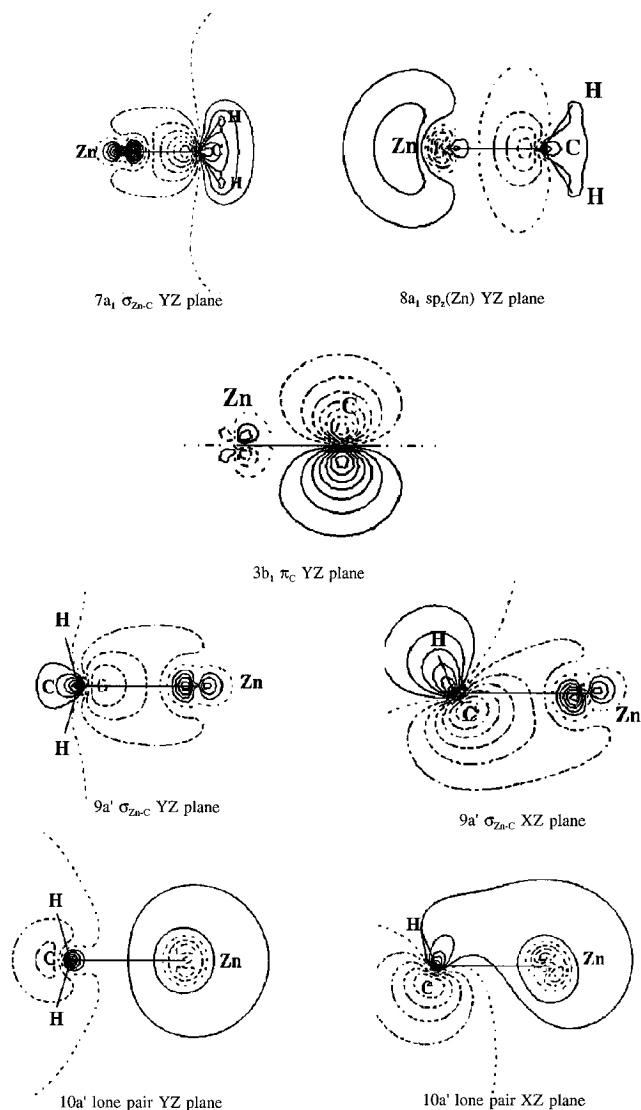 H
Zn C
H
7a₁ σZn-C YZ plane
H
Zn C
H
8a₁ spz(Zn) YZ plane
Zn C
3b₁ πC YZ plane
H
C Zn
H
9a' σZn-C YZ plane
H
C Zn
9a' σZn-C XZ plane
H
C Zn
H
10a' lone pair YZ plane
H
C Zn
10a' lone pair XZ plane